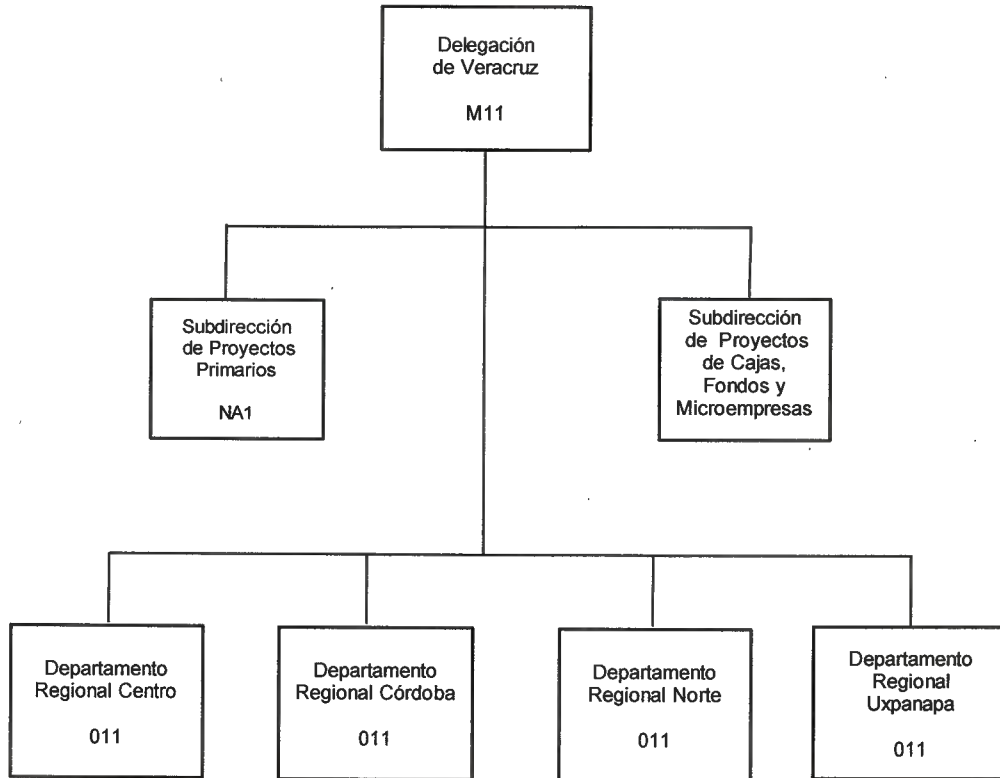 Delegación
de Veracruz
M11
Subdirección
de Proyectos
Primarios
NA1
Subdirección
de Proyectos
de Cajas,
Fondos y
Microempresas
Departamento
Regional Centro
011
Departamento
Regional Córdoba
011
Departamento
Regional Norte
011
Departamento
Regional
Uxpanapa
011